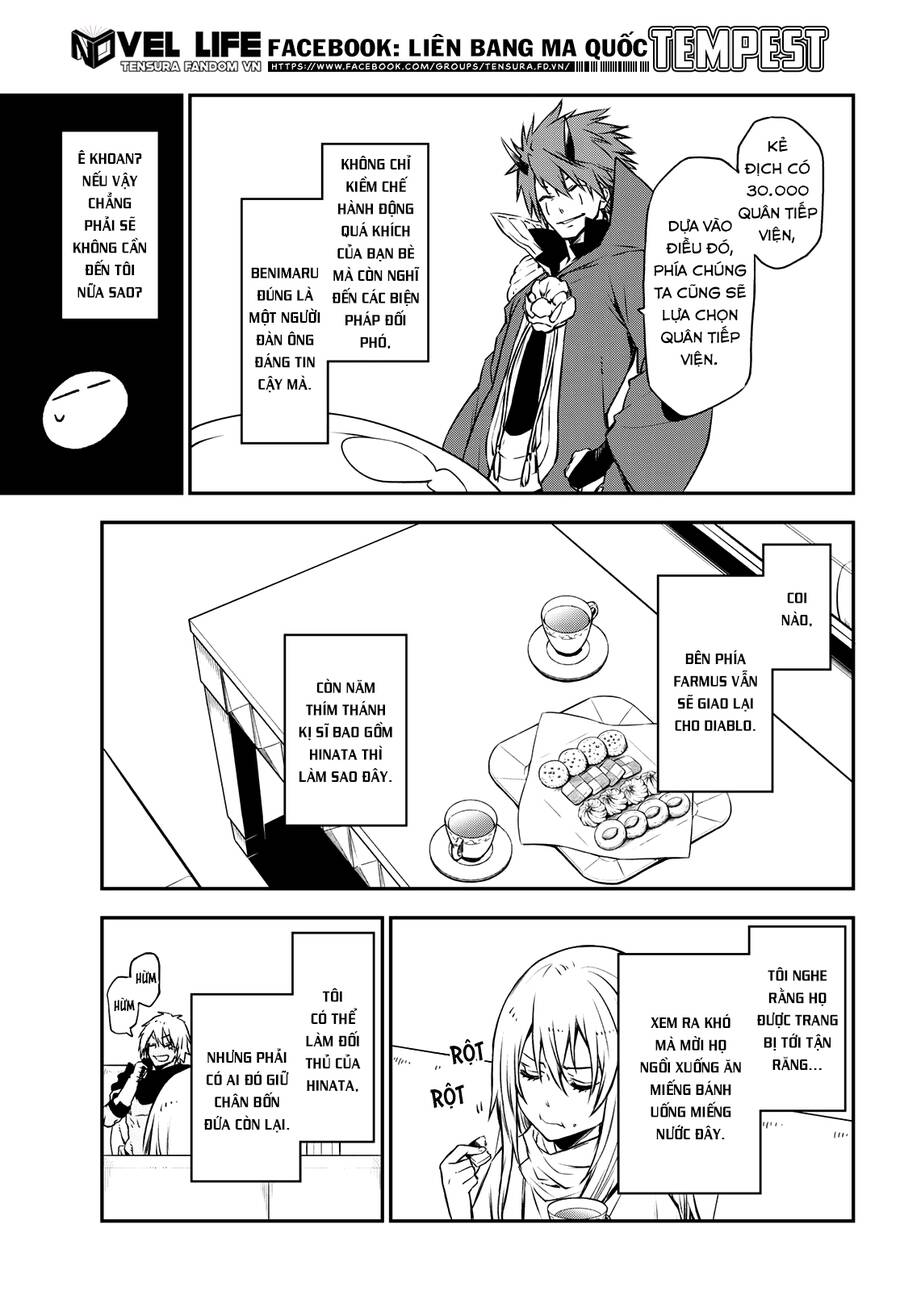 NOVEL LIFE
TENSURA FANDOM VN
FACEBOOK: LIÊN BANG MA QUỐC
HTTPS://WWW.FACEBOOK.COM/GROUPS/TENSURA.FD.VN/
TEMPEST
KẺ
ĐỊCH CÓ
30.000
QUÂN TIẾP
VIỆN,
DỰA VÀO
ĐIỀU ĐÓ,
PHÍA CHÚNG
TA CŨNG SẼ
LỰA CHỌN
QUÂN TIẾP
VIỆN.
KHÔNG CHỈ
KIỀM CHẾ
HÀNH ĐỘNG
QUÁ KHÍCH
CỦA BẠN BÈ
MÀ CÒN NGHĨ
ĐẾN CÁC BIỆN
PHÁP ĐỐI
PHÓ,
BENIMARU
ĐÚNG LÀ
MỘT NGƯỜI
ĐÀN ÔNG
ĐÁNG TIN
CẬY MÀ.
Ê KHOAN?
NẾU VẬY
CHẲNG
PHẢI SẼ
KHÔNG CẦN
ĐẾN TÔI
NỮA SAO?
COI
NÀO,
BÊN PHÍA
FARMUS VẪN
SẼ GIAO LẠI
CHO DIABLO.
CÒN NĂM
THÍM THÁNH
KỊ SĨ BAO GỒM
HINATA THÌ
LÀM SAO ĐÂY.
TÔI NGHE
RẰNG HỌ
ĐƯỢC TRANG
BỊ TỚI TẬN
RĂNG...
XEM RA KHÓ
MÀ MỜI HỌ
NGỒI XUỐNG ĂN
MIẾNG BÁNH
UỐNG MIẾNG
NƯỚC ĐÂY.
RỘT
RỘT
TÔI
CÓ THỂ
LÀM ĐỐI
THỦ CỦA
HINATA,
NHƯNG PHẢI
CÓ AI ĐÓ GIỮ
CHÂN BỐN
ĐỨA CÒN LẠI.
HỪM
HỪM